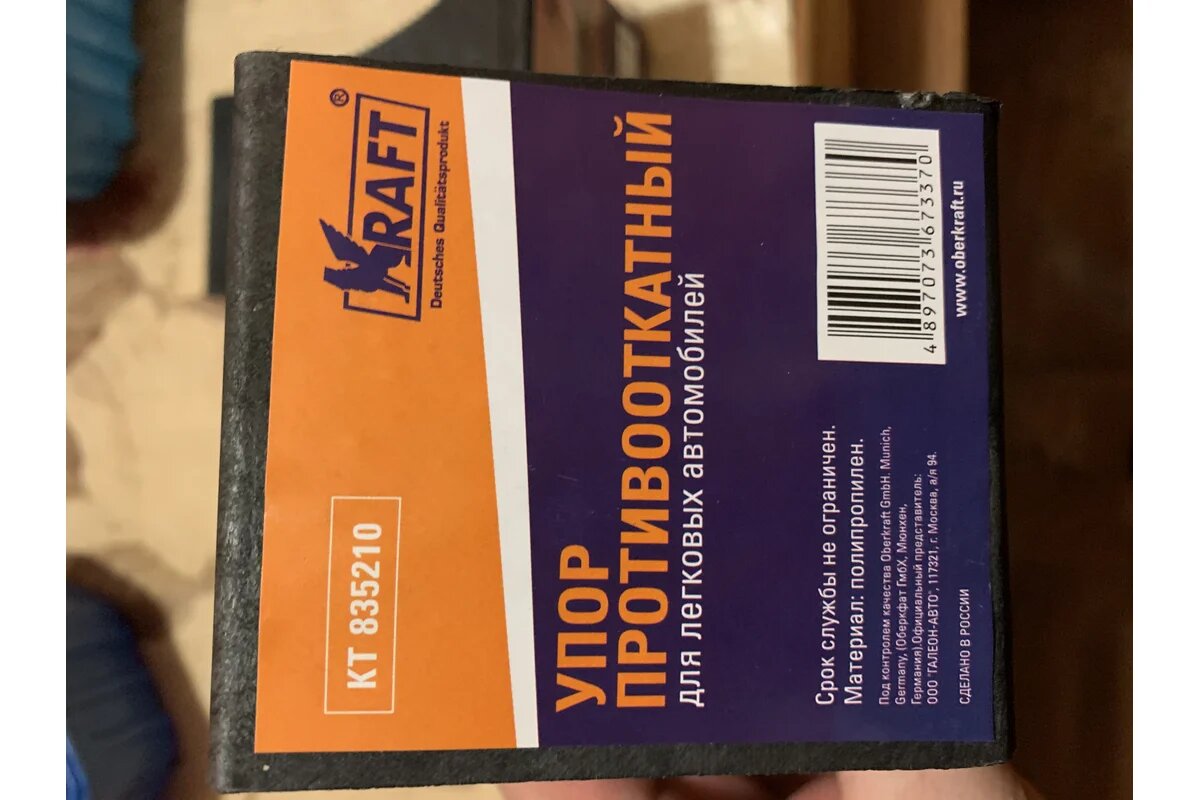 KT 835210
KRAFT®
Deutsches Qualitätsprodukt
УПОР
ПРОТИВООТКАТНЫЙ
для легковых автомобилей
Срок службы не ограничен.
Материал: полипропилен.
Под контролем качества Oberkraft GmbH. Munich,
Germany, (Оберкфат ГмбХ, Мюнхен,
Германия).Официальный представитель:
ООО "ГАЛЕОН-АВТО", 117321, г. Москва, а/я 94.
СДЕЛАНО В РОССИИ
4 897073 673370
www.oberkraft.ru